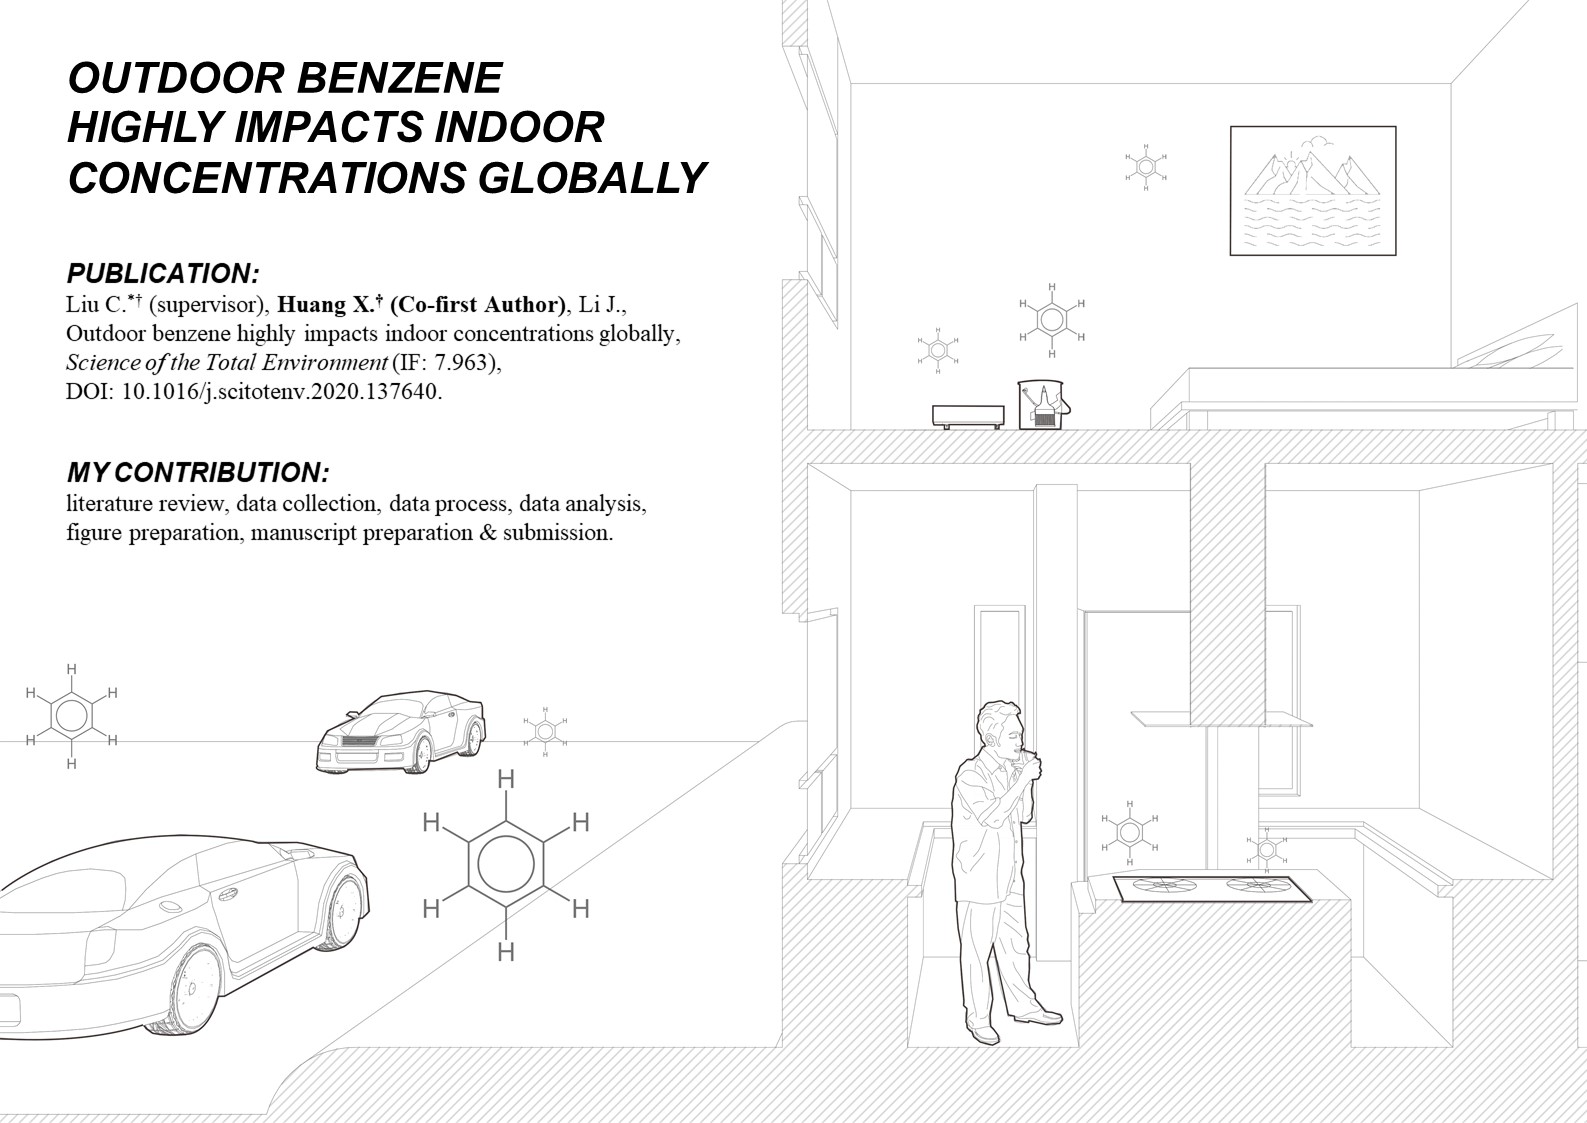 OUTDOOR BENZENE
HIGHLY IMPACTS INDOOR
CONCENTRATIONS GLOBALLY
PUBLICATION:
Liu C.*† (supervisor), Huang X.† (Co-first Author), Li J.,
Outdoor benzene highly impacts indoor concentrations globally,
Science of the Total Environment (IF: 7.963),
DOI: 10.1016/j.scitotenv.2020.137640.
MY CONTRIBUTION:
literature review, data collection, data process, data analysis,
figure preparation, manuscript preparation & submission.
H
H H
H H
H
H
H H
H H
H
H
H H
H H
H
H
H H
H H
H
H
H H
H H
H
H
H H
H H
H
H
H H
H H
H
H
H H
H H
H